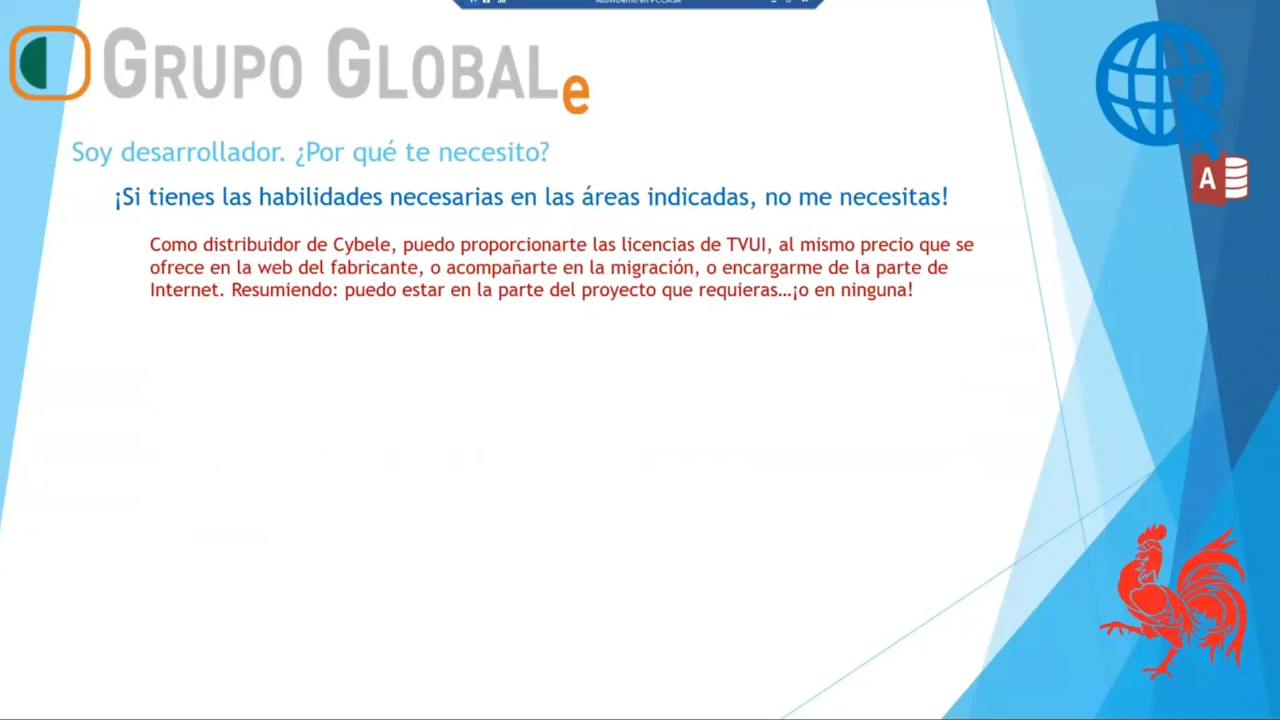 GRUPO GLOBALe
Soy desarrollador. ¿Por qué te necesito?
¡Si tienes las habilidades necesarias en las áreas indicadas, no me necesitas!
Como distribuidor de Cybele, puedo proporcionarte las licencias de TVUI, al mismo precio que se
ofrece en la web del fabricante, o acompañarte en la migración, o encargarme de la parte de
Internet. Resumiendo: puedo estar en la parte del proyecto que requieras...¡o en ninguna!
A